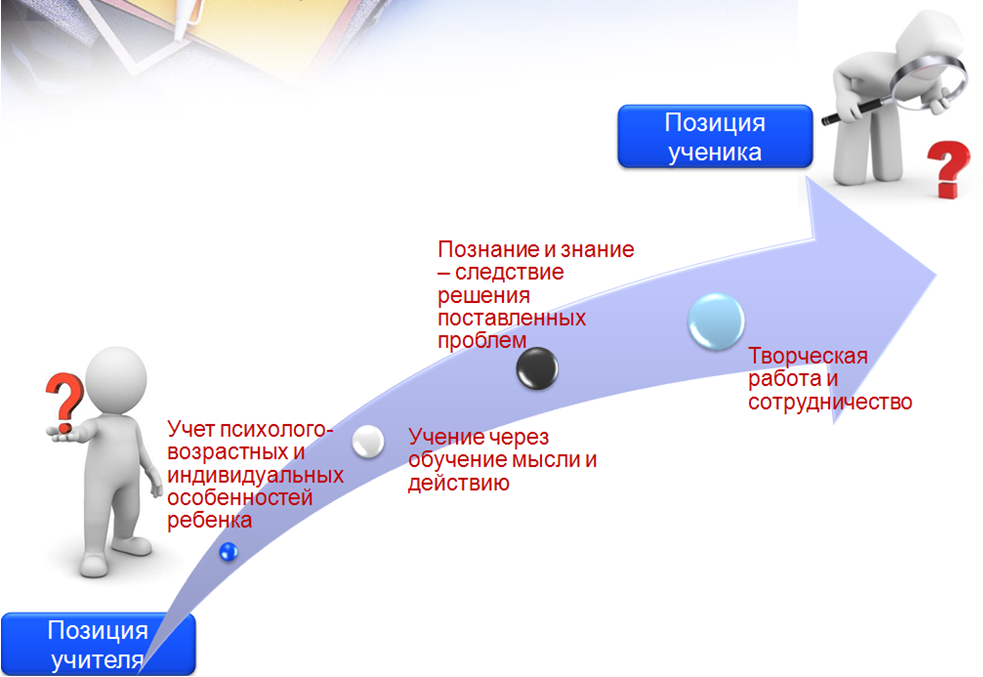 Позиция
ученика
Познание и знание
– следствие
решения
поставленных
проблем
Творческая
работа и
сотрудничество
Учет психолого-
возрастных и
индивидуальных
особенностей
ребенка
Учение через
обучение мысли и
действию
Позиция
учителя